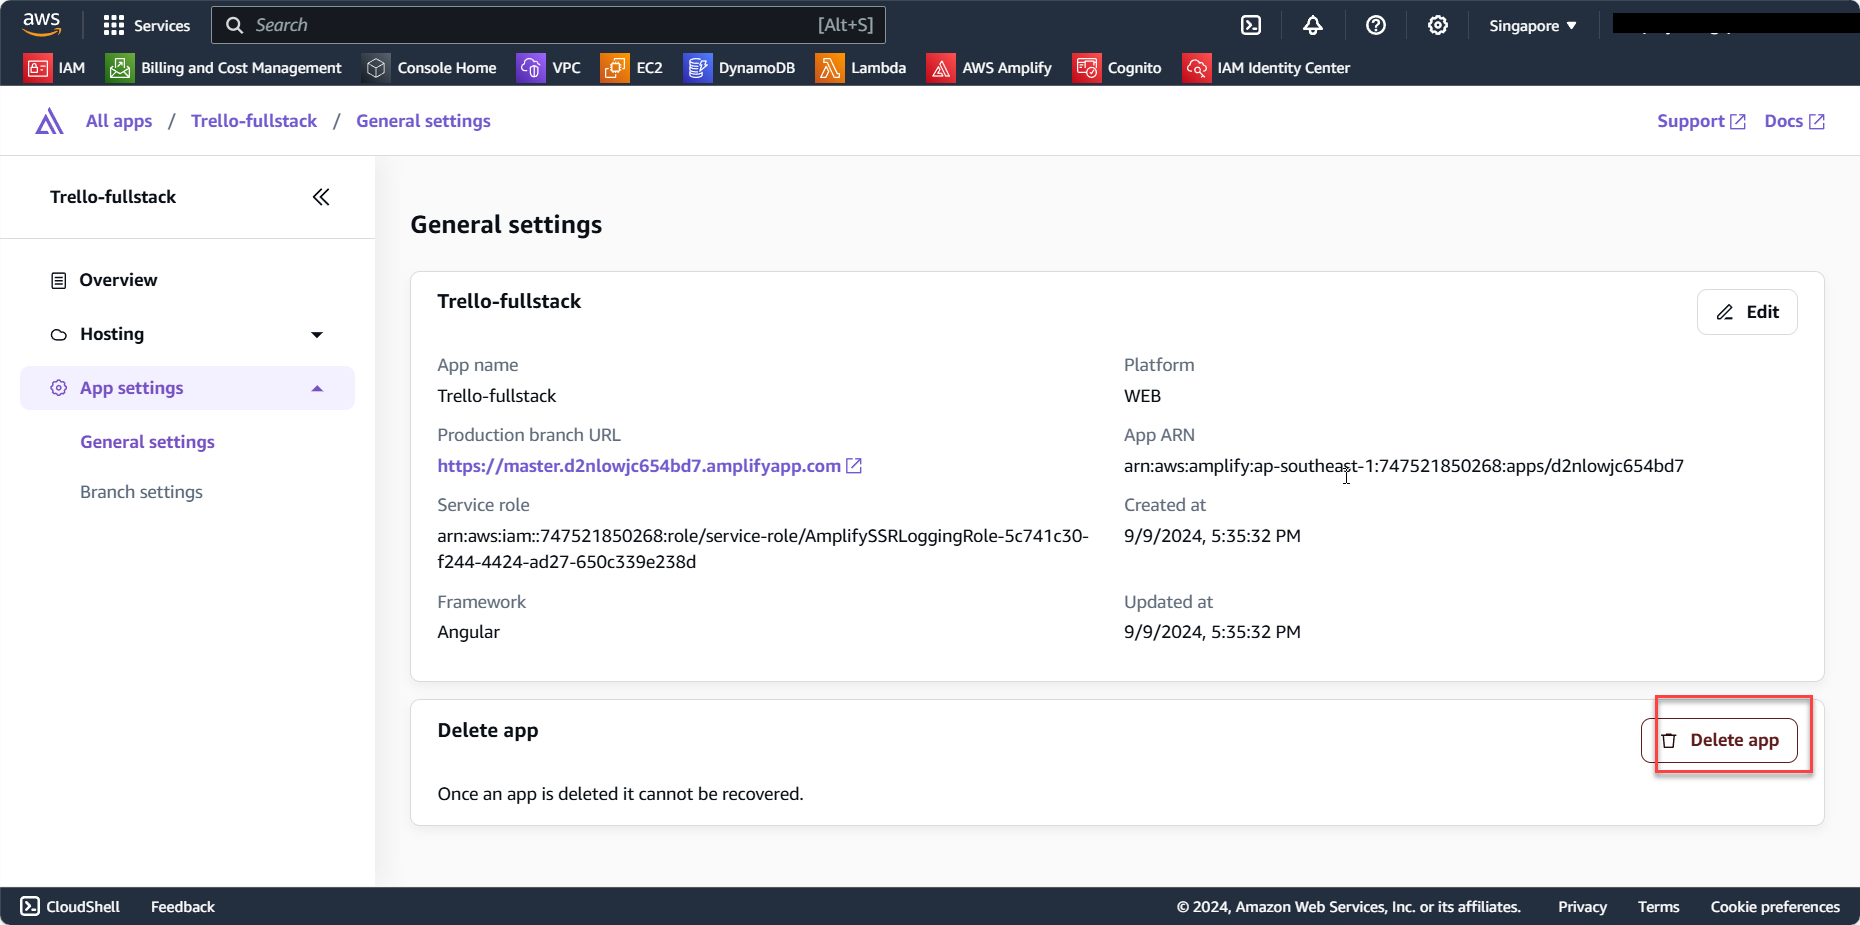 aws
Services
Search
[Alt+S]
Singapore
IAM
Billing and Cost Management
Console Home
VPC
EC2
DynamoDB
Lambda
AWS Amplify
Cognito
IAM Identity Center
All apps / Trello-fullstack / General settings
Support
Docs
Trello-fullstack
Overview
Hosting
App settings
General settings
Branch settings
General settings
Trello-fullstack
Edit
App name
Trello-fullstack
Platform
WEB
Production branch URL
https://master.d2nlowjc654bd7.amplifyapp.com
App ARN
arn:aws:amplify:ap-southeast-1:747521850268:apps/d2nlowjc654bd7
Service role
arn:aws:iam::747521850268:role/service-role/AmplifySSRLoggingRole-5c741c30-
f244-4424-ad27-650c339e238d
Created at
9/9/2024, 5:35:32 PM
Framework
Angular
Updated at
9/9/2024, 5:35:32 PM
Delete app
Delete app
Once an app is deleted it cannot be recovered.
CloudShell
Feedback
© 2024, Amazon Web Services, Inc. or its affiliates.
Privacy
Terms
Cookie preferences